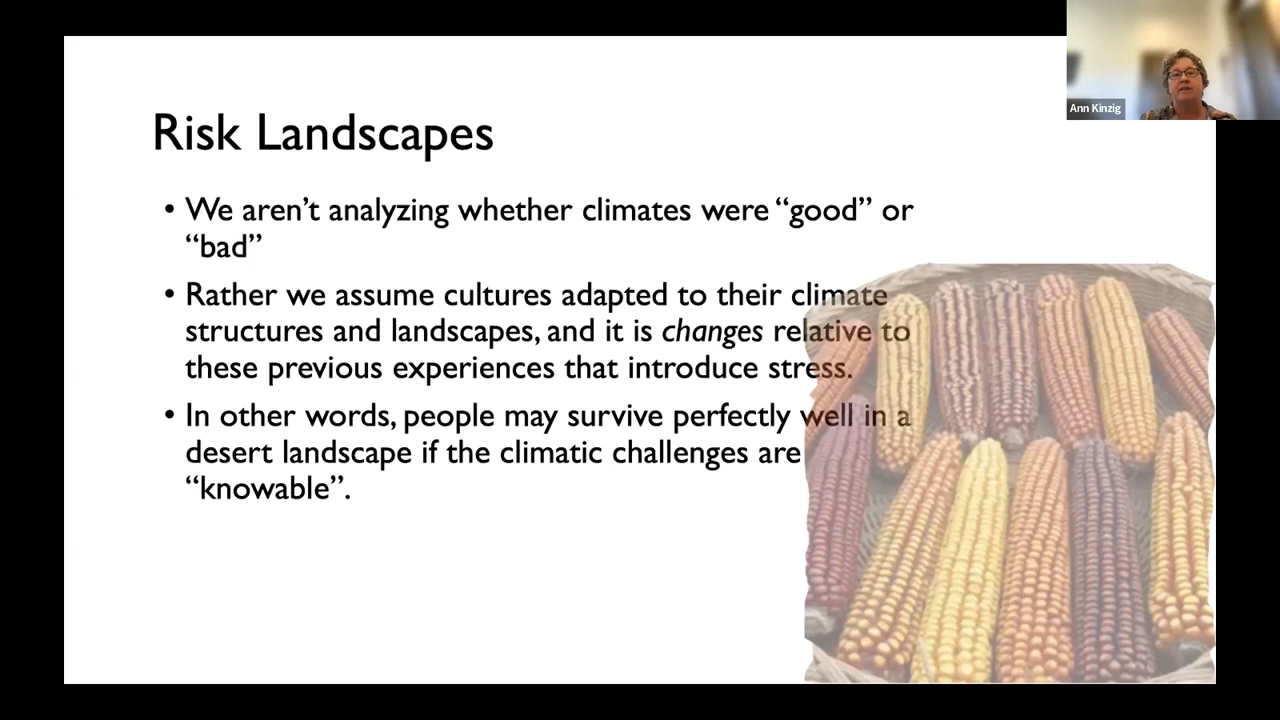 Ann Kinzig
Risk Landscapes
• We aren’t analyzing whether climates were “good” or
“bad”
• Rather we assume cultures adapted to their climate
structures and landscapes, and it is changes relative to
these previous experiences that introduce stress.
• In other words, people may survive perfectly well in a
desert landscape if the climatic challenges are
“knowable”.